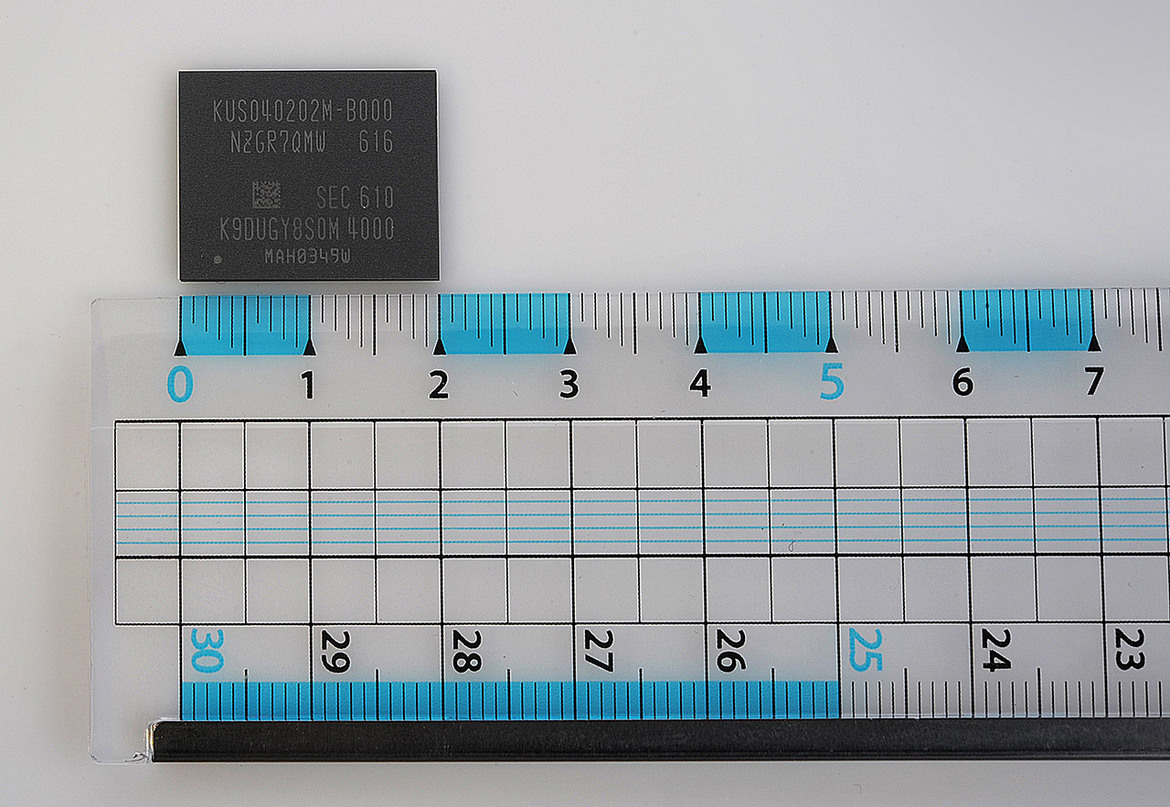 KUS040202M-B000
NZGR7QMW 616
SEC 610
K9DUGY8S0M 4000
MAH0349W
0 1 2 3 4 5 6 7
30 29 28 27 26 25 24 23